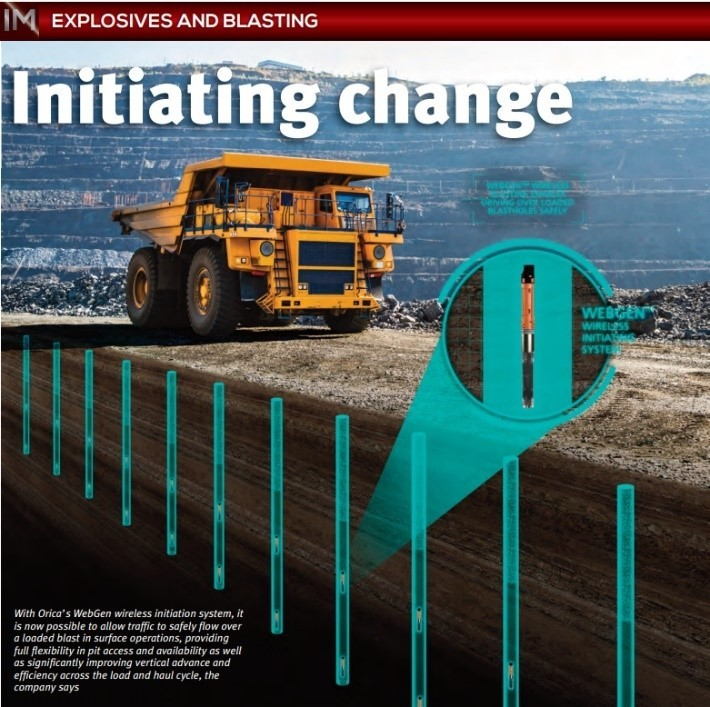 IM EXPLOSIVES AND BLASTING
Initiating change
WEBGEN™ WIRELESS
DRIVING OVER LOADED
BLASTHOLES SAFELY
WEBGEN™
WIRELESS
INITIATING
SYSTEM
With Orica's WebGen wireless initiation system, it
is now possible to allow traffic to safely flow over
a loaded blast in surface operations, providing
full flexibility in pit access and availability as well
as significantly improving vertical advance and
efficiency across the load and haul cycle, the
company says